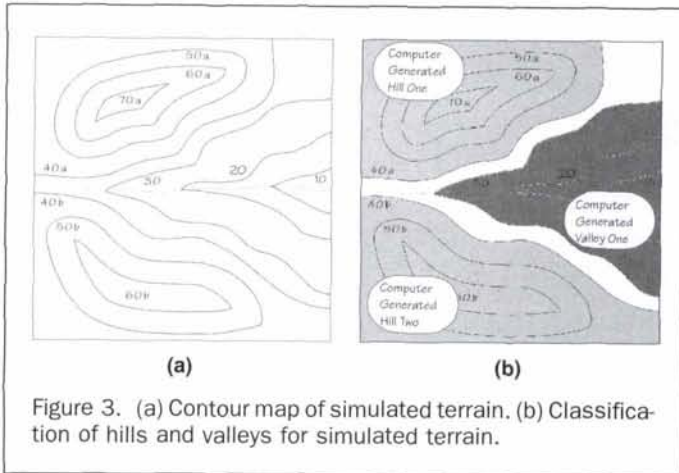 50a
60a
70a
40a
30
20
10
40b
50b
60b
(a)
Computer
Generated
Hill One
50a
60a
70a
40a
20
10
40b
50b
Computer
Generated
Valley One
Computer
Generated
Hill Two
60b
(b)
Figure 3. (a) Contour map of simulated terrain. (b) Classifica-
tion of hills and valleys for simulated terrain.